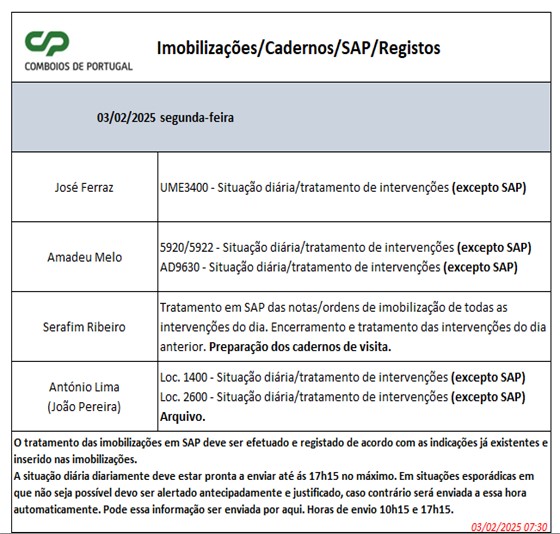 CP
COMBOIOS DE PORTUGAL
Imobilizações/Cadernos/SAP/Registos
03/02/2025 segunda-feira
José Ferraz
UME3400 - Situação diária/tratamento de intervenções (excepto SAP)
Amadeu Melo
5920/5922 - Situação diária/tratamento de intervenções (excepto SAP)
AD9630 - Situação diária/tratamento de intervenções (excepto SAP)
Serafim Ribeiro
Tratamento em SAP das notas/ordens de imobilização de todas as
intervenções do dia. Encerramento e tratamento das intervenções do dia
anterior. Preparação dos cadernos de visita.
António Lima
(João Pereira)
Loc. 1400 - Situação diária/tratamento de intervenções (excepto SAP)
Loc. 2600 - Situação diária/tratamento de intervenções (excepto SAP)
Arquivo.
O tratamento das imobilizações em SAP deve ser efetuado e registado de acordo com as indicações já existentes e
inserido nas imobilizações.
A situação diária diariamente deve estar pronta a enviar até ás 17h15 no máximo. Em situações esporádicas em
que não seja possível devo ser alertado antecipadamente e justificado, caso contrário será enviada a essa hora
automaticamente. Pode essa informação ser enviada por aqui. Horas de envio 10h15 e 17h15.
03/02/2025 07:30